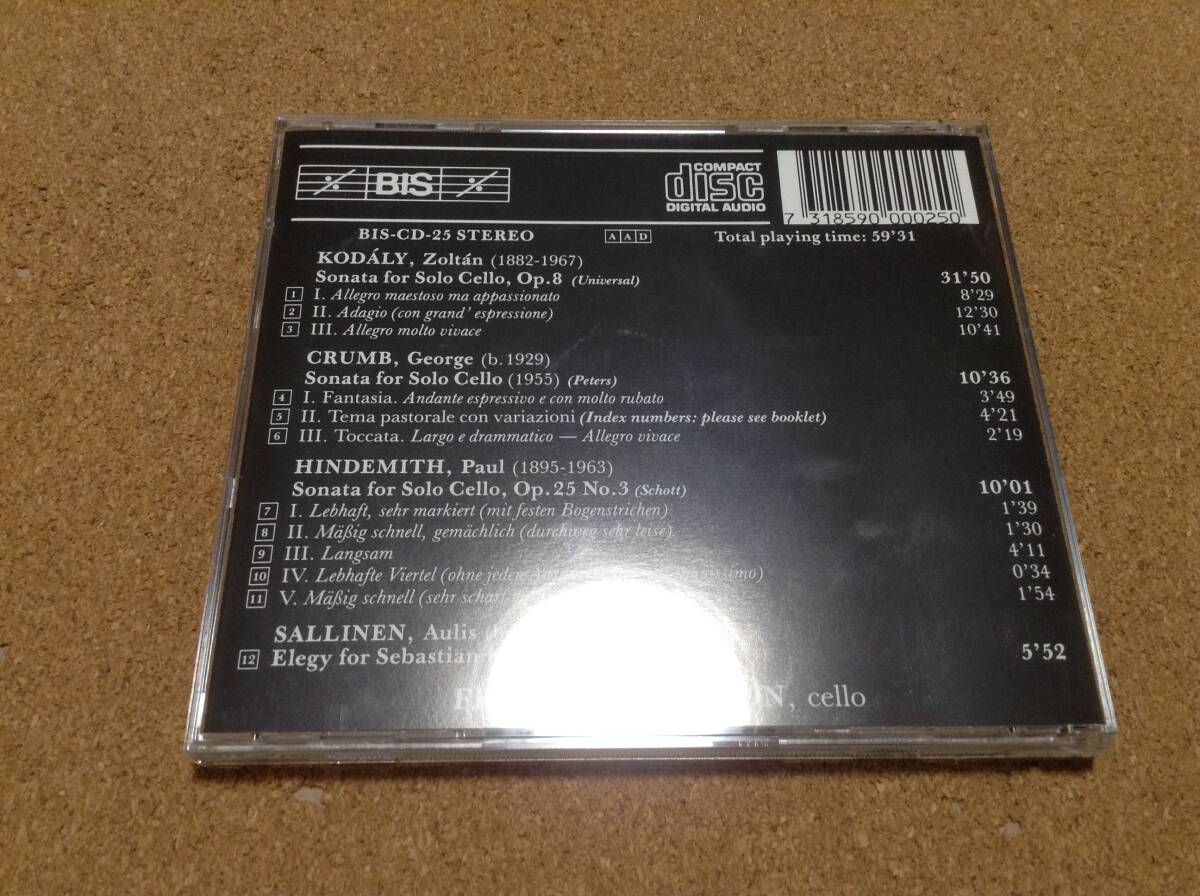 BIS
COMPACT
disc
DIGITAL AUDIO
7 318590 000250
BIS-CD-25 STEREO A A D Total playing time: 59'31
KODÁLY, Zoltán (1882-1967)
Sonata for Solo Cello, Op.8 (Universal) 31'50
1 I. Allegro maestoso ma appassionato 8'29
2 II. Adagio (con grand' espressione) 12'30
3 III. Allegro molto vivace 10'41
CRUMB, George (b.1929)
Sonata for Solo Cello (1955) (Peters) 10'36
4 I. Fantasia. Andante espressivo e con molto rubato 3'49
5 II. Tema pastorale con variazioni (Index numbers: please see booklet) 4'21
6 III. Toccata. Largo e drammatico — Allegro vivace 2'19
HINDEMITH, Paul (1895-1963)
Sonata for Solo Cello, Op.25 No.3 (Schott) 10'01
7 I. Lebhaft, sehr markiert (mit festen Bogenstrichen) 1'39
8 II. Mäßig schnell, gemächlich (durchweg sehr leise) 1'30
9 III. Langsam 4'11
10 IV. Lebhafte Viertel (ohne jeden 0'34
11 V. Mäßig schnell (sehr scharf 1'54
SALLINEN, Aulis
12 Elegy for Sebastian 5'52
cello